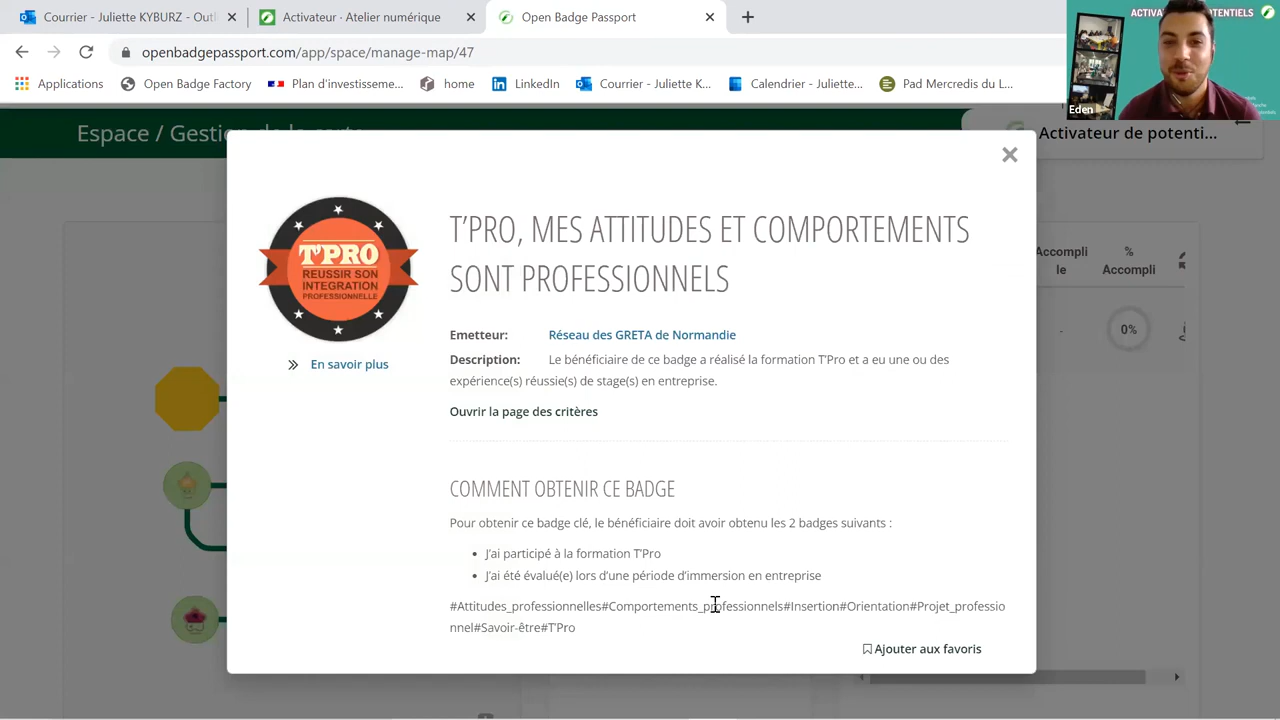 Courrier - Juliette KYBURZ - Outl
Activateur · Atelier numérique
Open Badge Passport
openbadgepassport.com/app/space/manage-map/47
Applications
Open Badge Factory
Plan d'investisseme...
home
LinkedIn
Courrier - Juliette K...
Calendrier - Juliette...
Pad Mercredis du L...
Eden
Espace / Gestion de la carte
Activateur de potenti...
T'PRO
REUSSIR SON
INTEGRATION
PROFESSIONNELLE
En savoir plus
T'PRO, MES ATTITUDES ET COMPORTEMENTS
SONT PROFESSIONNELS
Emetteur: Réseau des GRETA de Normandie
Description: Le bénéficiaire de ce badge a réalisé la formation T'Pro et a eu une ou des
expérience(s) réussie(s) de stage(s) en entreprise.
Ouvrir la page des critères
COMMENT OBTENIR CE BADGE
Pour obtenir ce badge clé, le bénéficiaire doit avoir obtenu les 2 badges suivants :
• J'ai participé à la formation T'Pro
• J'ai été évalué(e) lors d'une période d'immersion en entreprise
#Attitudes_professionnelles#Comportements_professionnels#Insertion#Orientation#Projet_professio
nnel#Savoir-être#T'Pro
Ajouter aux favoris
Accompli
le
%
Accompli
-
0%